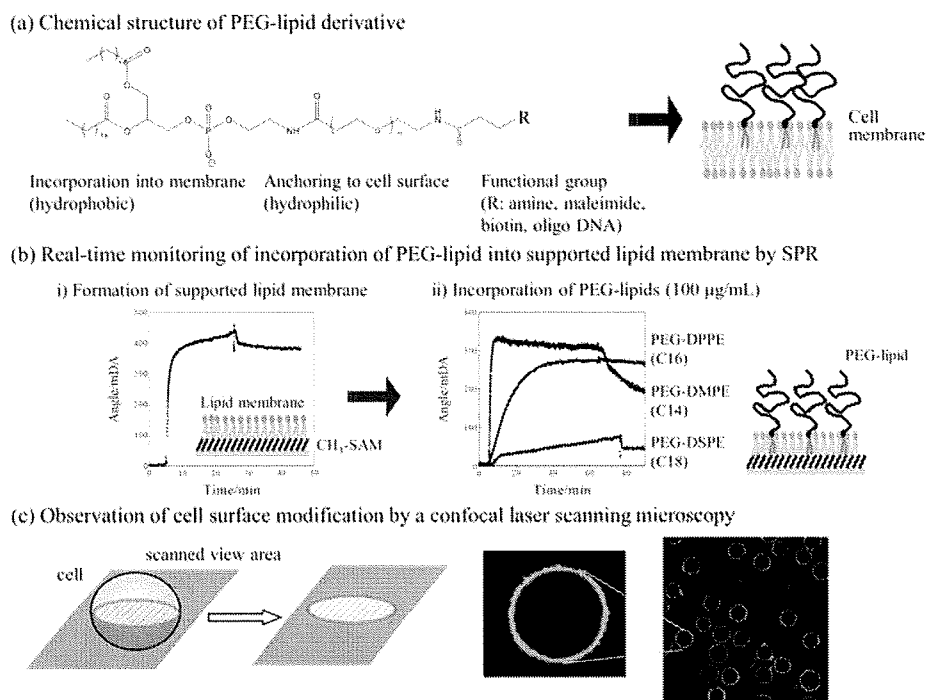 (a) Chemical structure of PEG-lipid derivative
R
Cell
membrane
Incorporation into membrane
(hydrophobic)
Anchoring to cell surface
(hydrophilic)
Functional group
(R: amine, maleimide,
biotin, oligo DNA)
(b) Real-time monitoring of incorporation of PEG-lipid into supported lipid membrane by SPR
i) Formation of supported lipid membrane
Angle/mDA
Lipid membrane
CH₃-SAM
Time/min
ii) Incorporation of PEG-lipids (100 μg/mL)
Angle/mDA
PEG-DPPE
(C16)
PEG-DMPE
(C14)
PEG-DSPE
(C18)
Time/min
PEG-lipid
(c) Observation of cell surface modification by a confocal laser scanning microscopy
scanned view area
cell